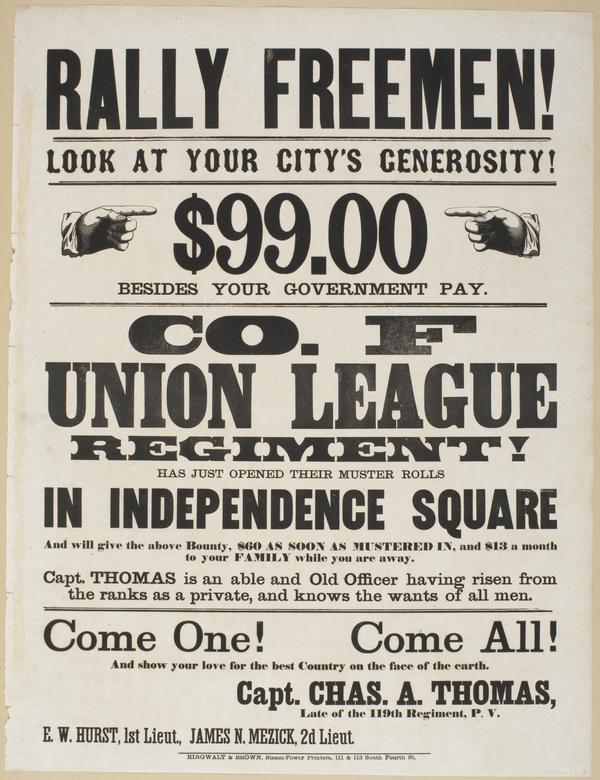 RALLY FREEMEN!
LOOK AT YOUR CITY'S GENEROSITY!
$99.00
BESIDES YOUR GOVERNMENT PAY.
CO. F
UNION LEAGUE
REGIMENT!
HAS JUST OPENED THEIR MUSTER ROLLS
IN INDEPENDENCE SQUARE
And will give the above Bounty, $60 AS SOON AS MUSTERED IN, and $13 a month
to your FAMILY while you are away.
Capt. THOMAS is an able and Old Officer having risen from
the ranks as a private, and knows the wants of all men.
Come One! Come All!
And show your love for the best Country on the face of the earth.
Capt. CHAS. A. THOMAS,
Late of the 119th Regiment, P. V.
E. W. HURST, 1st Lieut., JAMES N. MEZICK, 2d Lieut.
RINGWALT & BROWN, Steam-Power Printers, 111 & 113 South Fourth St.